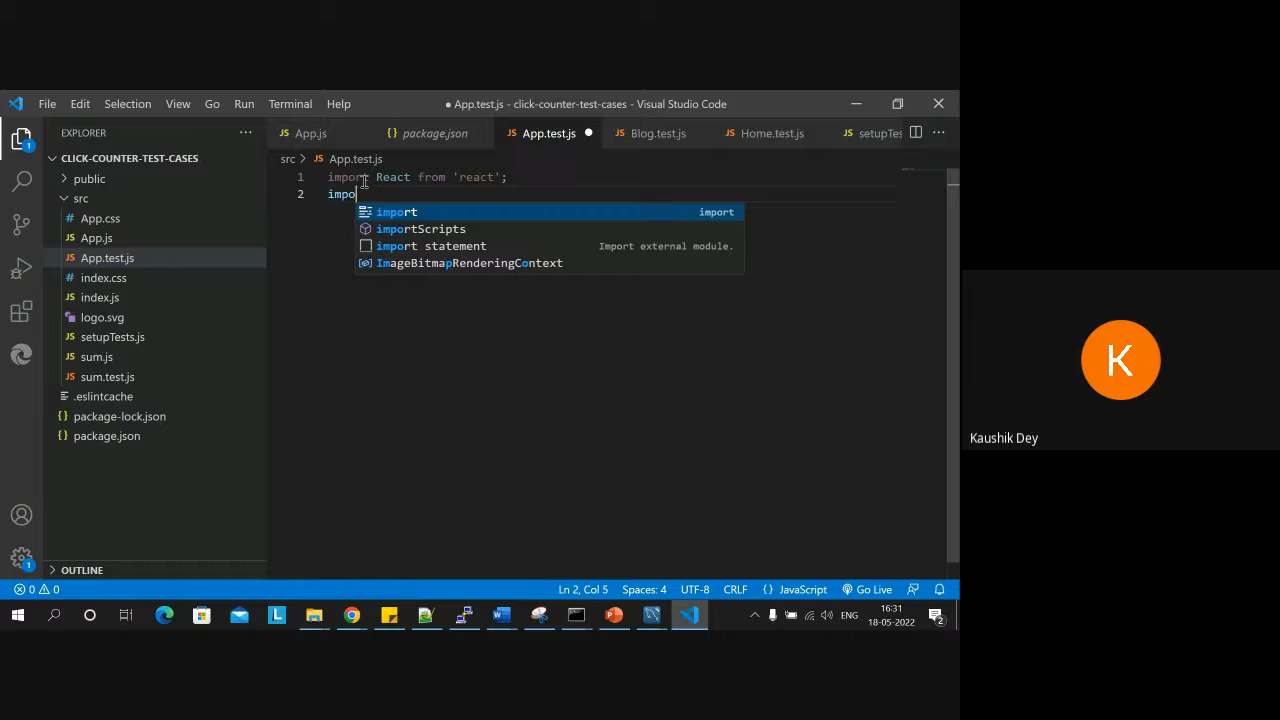 File Edit Selection View Go Run Terminal Help
● App.test.js - click-counter-test-cases - Visual Studio Code
EXPLORER
JS App.js
{} package.json
JS App.test.js
JS Blog.test.js
JS Home.test.js
JS setupTes
CLICK-COUNTER-TEST-CASES
public
src
# App.css
JS App.js
JS App.test.js
# index.css
JS index.js
logo.svg
JS setupTests.js
JS sum.js
JS sum.test.js
.eslintcache
{} package-lock.json
{} package.json
OUTLINE
src > JS App.test.js
1 import React from 'react';
2 impo
import import
importScripts
import statement Import external module.
ImageBitmapRenderingContext
1
1
0 0 Ln 2, Col 5 Spaces: 4 UTF-8 CRLF {} JavaScript Go Live
L W P ENG
16:31
18-05-2022
2
K
Kaushik Dey